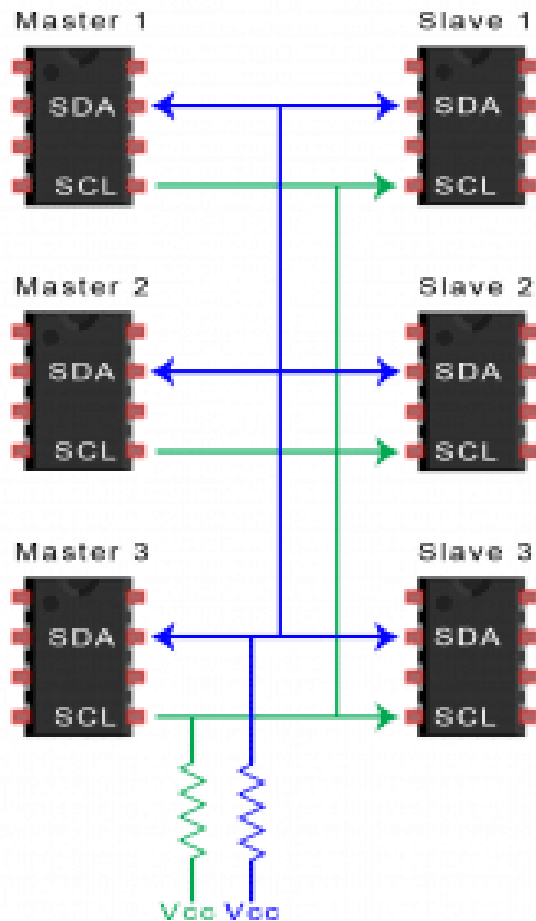 Master 1 Slave 1
SDA SDA
SCL SCL
Master 2 Slave 2
SDA SDA
SCL SCL
Master 3 Slave 3
SDA SDA
SCL SCL
Vcc Vcc